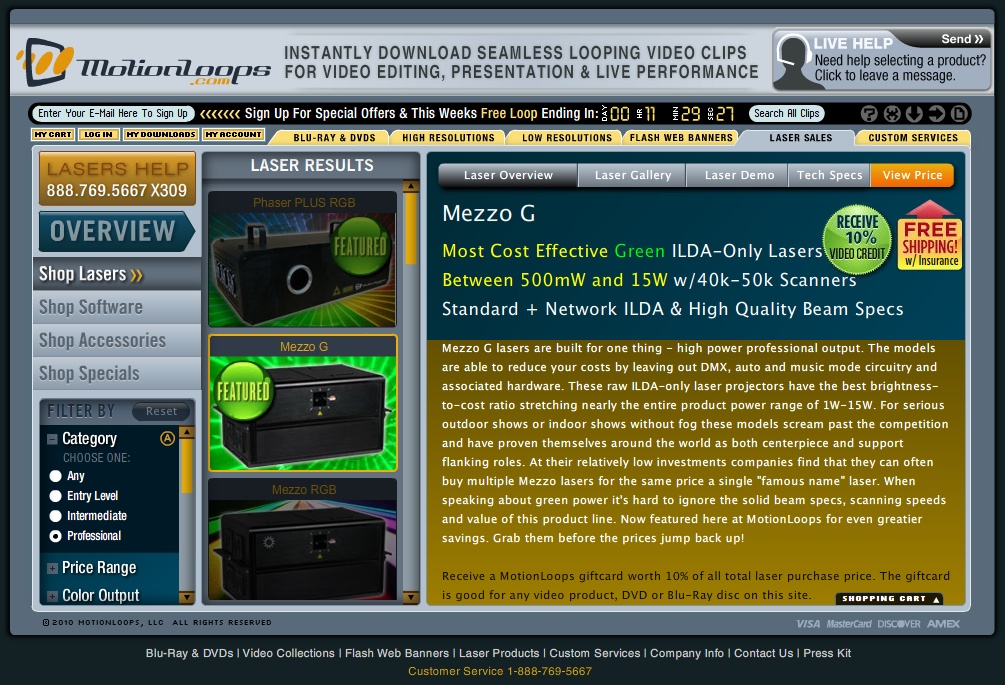 MotionLoops
.com
INSTANTLY DOWNLOAD SEAMLESS LOOPING VIDEO CLIPS
FOR VIDEO EDITING, PRESENTATION & LIVE PERFORMANCE
LIVE HELP
Send »
Need help selecting a product?
Click to leave a message.
Enter Your E-Mail Here To Sign Up
‹‹‹‹‹‹‹ Sign Up For Special Offers & This Weeks Free Loop Ending In: DAY 00 HR 11 MIN 29 SEC 27
Search All Clips
MY CART
LOG IN
MY DOWNLOADS
MY ACCOUNT
BLU-RAY & DVDS
HIGH RESOLUTIONS
LOW RESOLUTIONS
FLASH WEB BANNERS
LASER SALES
CUSTOM SERVICES
LASERS HELP
888.769.5667 X309
OVERVIEW
Shop Lasers »
Shop Software
Shop Accessories
Shop Specials
FILTER BY
Reset
Category
A
CHOOSE ONE:
Any
Entry Level
Intermediate
Professional
Price Range
Color Output
LASER RESULTS
Phaser PLUS RGB
FEATURED
Mezzo G
FEATURED
Mezzo RGB
Laser Overview
Laser Gallery
Laser Demo
Tech Specs
View Price
Mezzo G
RECEIVE
10%
VIDEO CREDIT
FREE
SHIPPING!
w/ Insurance
Most Cost Effective Green ILDA-Only Lasers
Between 500mW and 15W w/40k-50k Scanners
Standard + Network ILDA & High Quality Beam Specs
Mezzo G lasers are built for one thing - high power professional output. The models
are able to reduce your costs by leaving out DMX, auto and music mode circuitry and
associated hardware. These raw ILDA-only laser projectors have the best brightness-
to-cost ratio stretching nearly the entire product power range of 1W-15W. For serious
outdoor shows or indoor shows without fog these models scream past the competition
and have proven themselves around the world as both centerpiece and support
flanking roles. At their relatively low investments companies find that they can often
buy multiple Mezzo lasers for the same price a single "famous name" laser. When
speaking about green power it's hard to ignore the solid beam specs, scanning speeds
and value of this product line. Now featured here at MotionLoops for even greatier
savings. Grab them before the prices jump back up!
Receive a MotionLoops giftcard worth 10% of all total laser purchase price. The giftcard
is good for any video product, DVD or Blu-Ray disc on this site.
SHOPPING CART ▲
© 2010 MOTIONLOOPS, LLC ALL RIGHTS RESERVED
VISA MasterCard DISCOVER AMEX
Blu-Ray & DVDs | Video Collections | Flash Web Banners | Laser Products | Custom Services | Company Info | Contact Us | Press Kit
Customer Service 1-888-769-5667